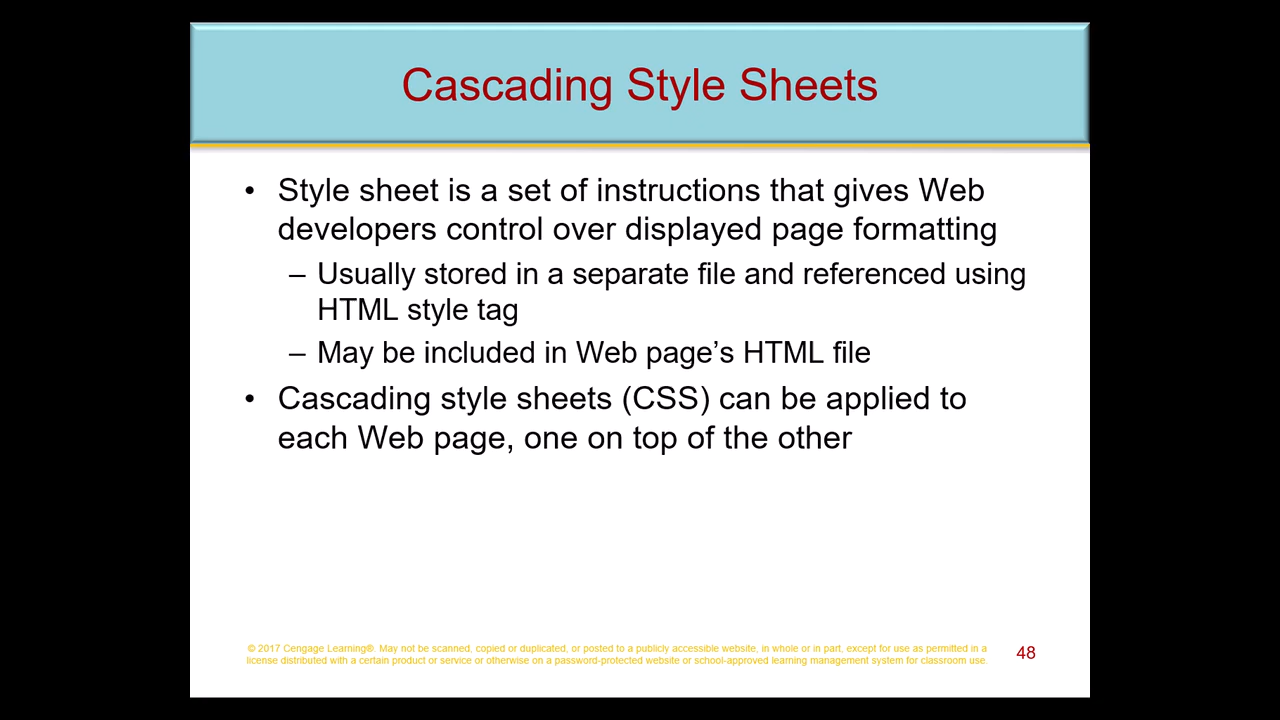 Cascading Style Sheets
• Style sheet is a set of instructions that gives Web
developers control over displayed page formatting
– Usually stored in a separate file and referenced using
HTML style tag
– May be included in Web page’s HTML file
• Cascading style sheets (CSS) can be applied to
each Web page, one on top of the other
© 2017 Cengage Learning®. May not be scanned, copied or duplicated, or posted to a publicly accessible website, in whole or in part, except for use as permitted in a
license distributed with a certain product or service or otherwise on a password-protected website or school-approved learning management system for classroom use.
48